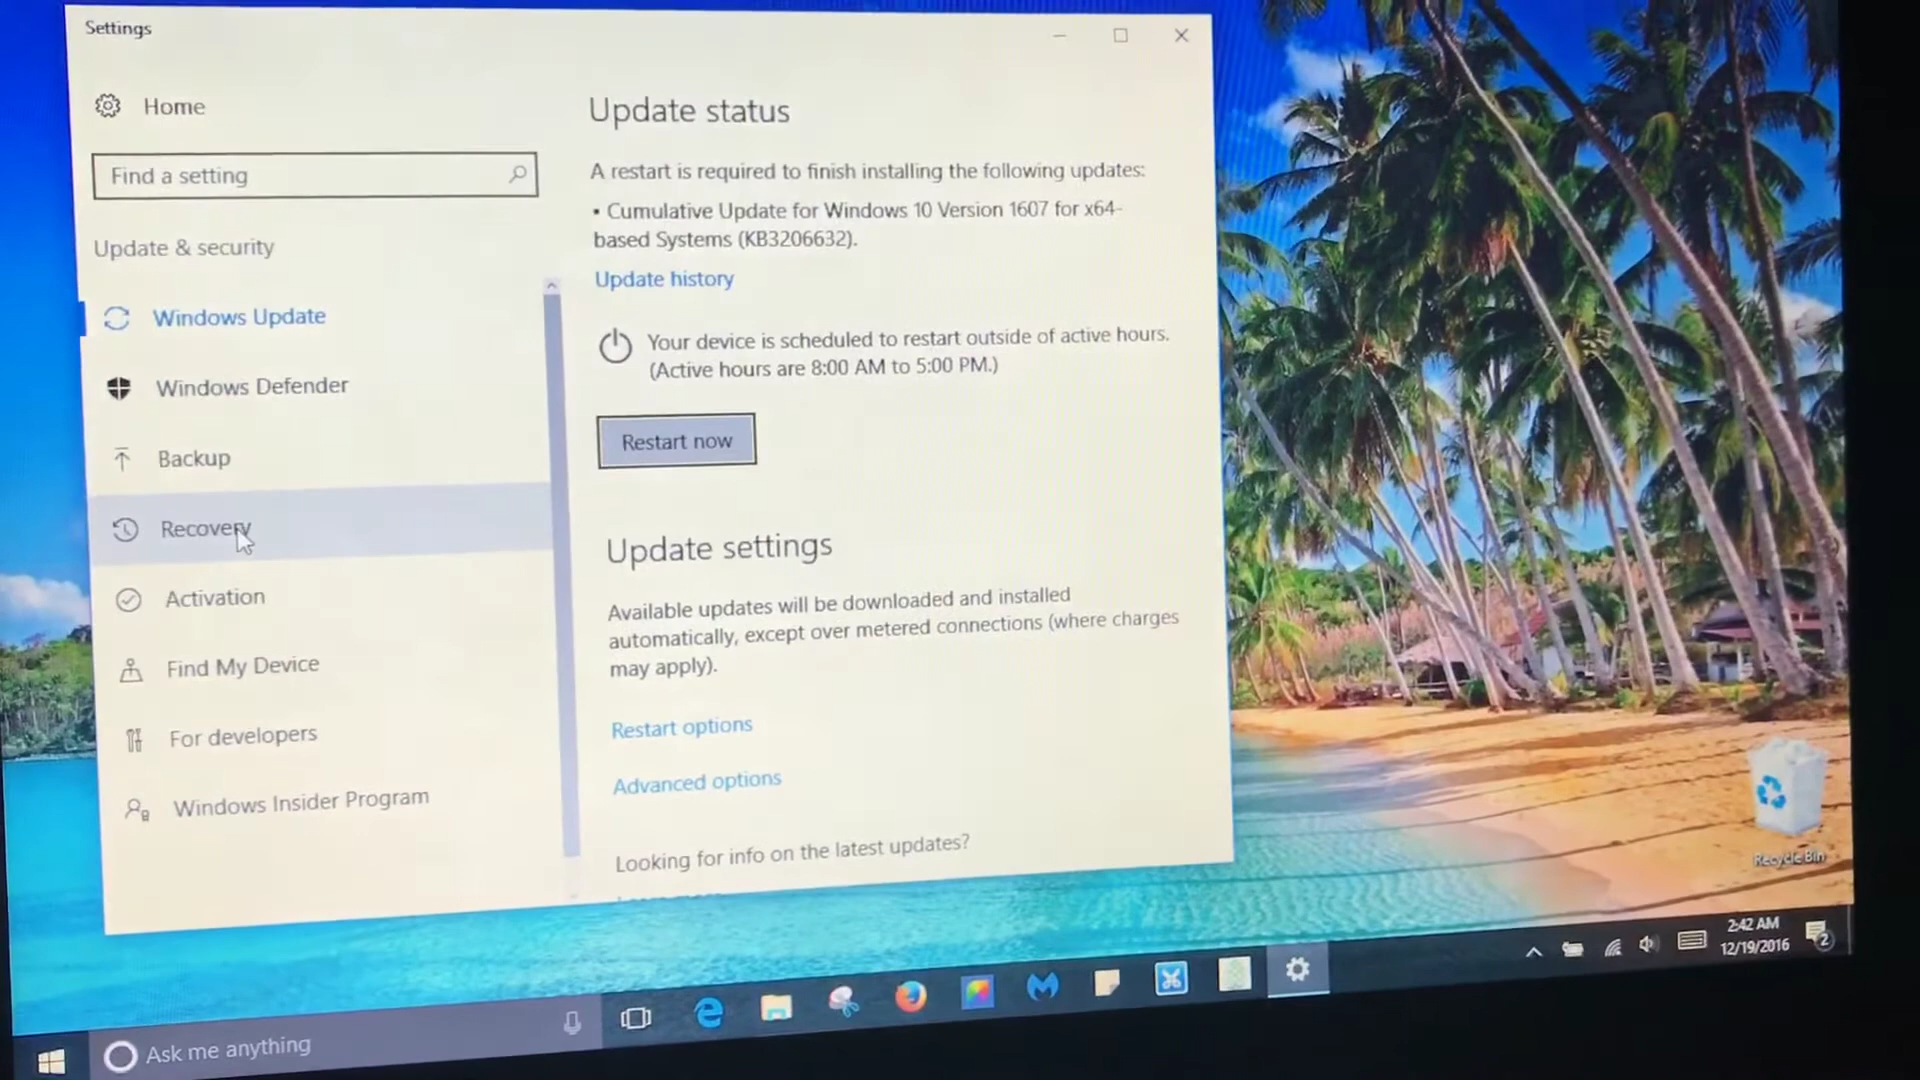 Settings
Home
Find a setting
Update & security
Windows Update
Windows Defender
Backup
Recovery
Activation
Find My Device
For developers
Windows Insider Program
Update status
A restart is required to finish installing the following updates:
• Cumulative Update for Windows 10 Version 1607 for x64-
based Systems (KB3206632).
Update history
Your device is scheduled to restart outside of active hours.
(Active hours are 8:00 AM to 5:00 PM.)
Restart now
Update settings
Available updates will be downloaded and installed
automatically, except over metered connections (where charges
may apply).
Restart options
Advanced options
Looking for info on the latest updates?
Recycle Bin
Ask me anything
2:42 AM
12/19/2016
2